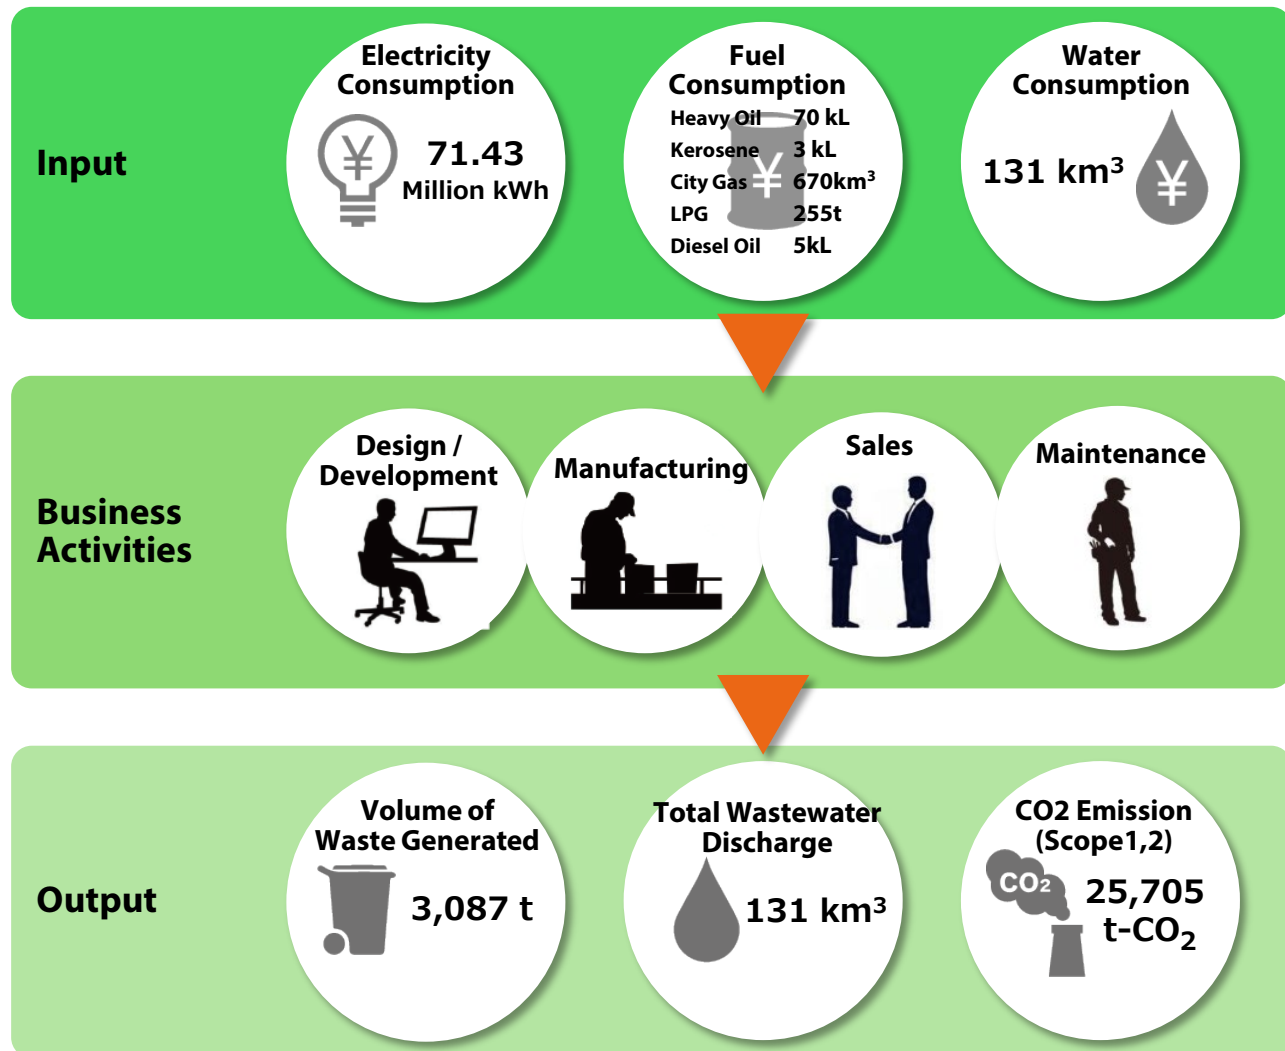 Input
Electricity
Consumption
¥
71.43
Million kWh
Fuel
Consumption
Heavy Oil 70 kL
Kerosene 3 kL
City Gas ¥ 670km³
LPG 255t
Diesel Oil 5kL
Water
Consumption
131 km³
¥
Business
Activities
Design /
Development
Manufacturing
Sales
Maintenance
Output
Volume of
Waste Generated
3,087 t
Total Wastewater
Discharge
131 km³
CO2 Emission
(Scope1,2)
CO₂
25,705
t-CO₂